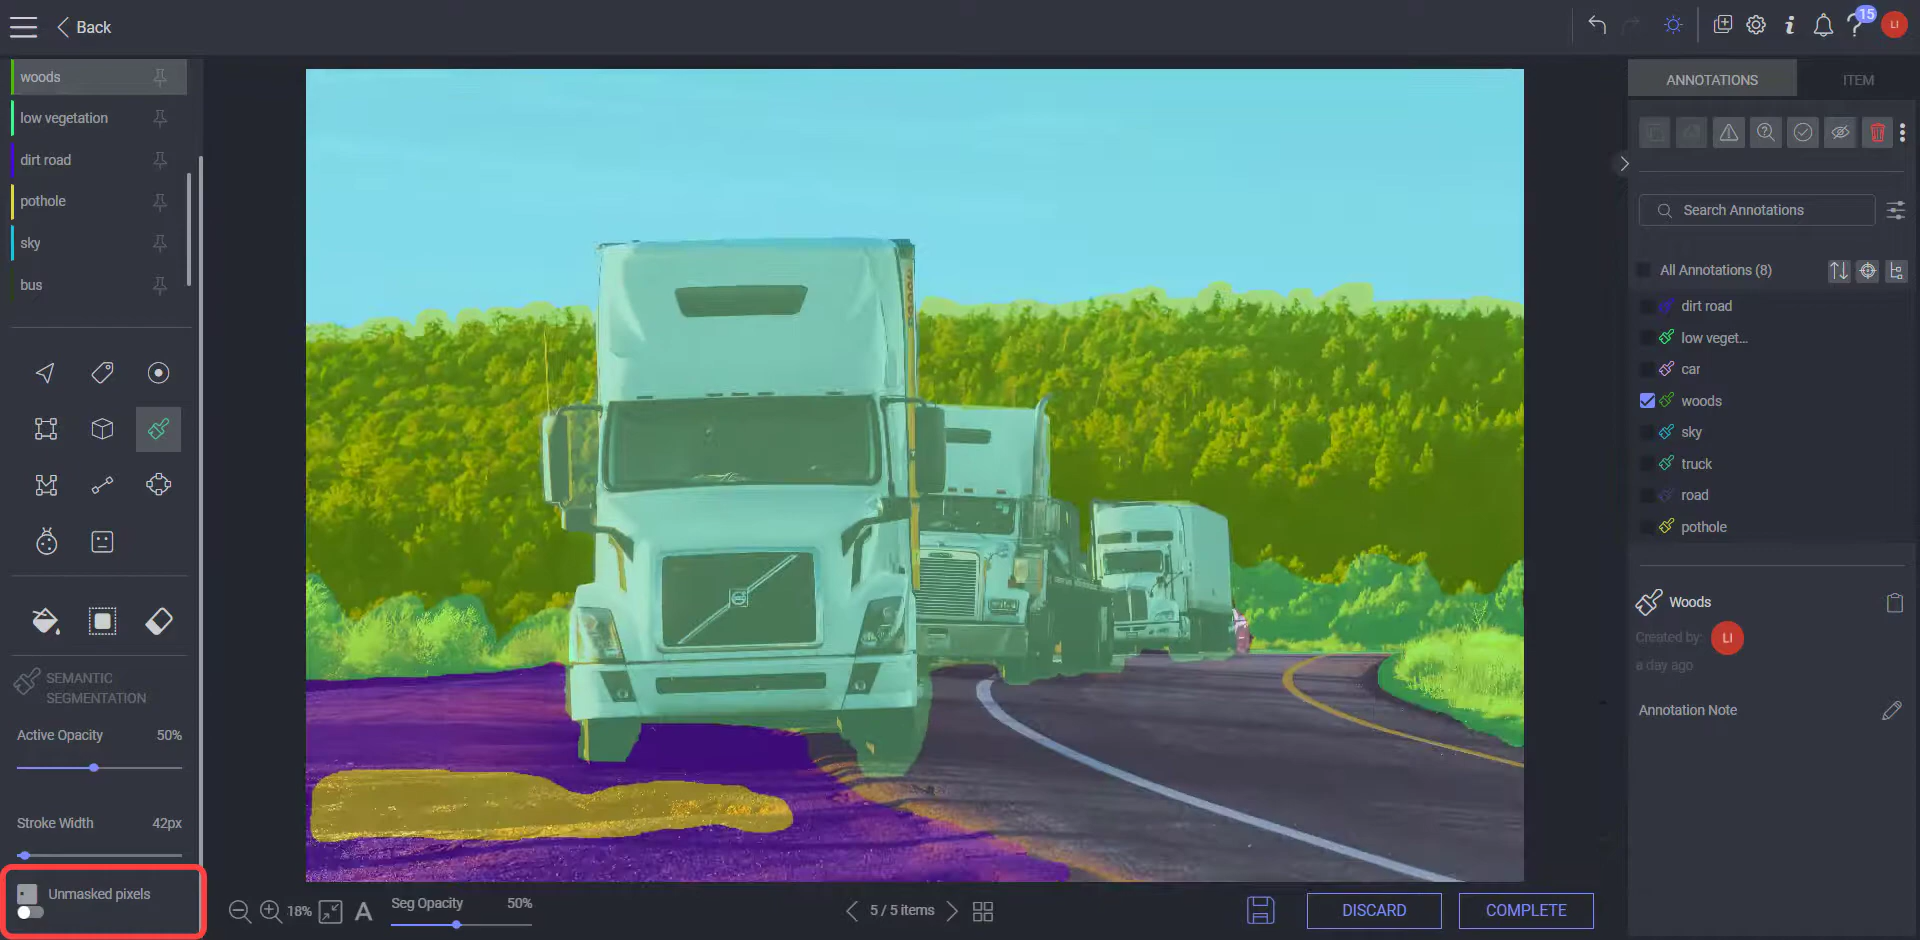 Back
15
LI
woods
low vegetation
dirt road
pothole
sky
bus
SEMANTIC
SEGMENTATION
Active Opacity 50%
Stroke Width 42px
Unmasked pixels
18%
A
Seg Opacity 50%
5 / 5 items
DISCARD
COMPLETE
ANNOTATIONS
ITEM
Search Annotations
All Annotations (8)
dirt road
low veget...
car
woods
sky
truck
road
pothole
Woods
Created by: LI
a day ago
Annotation Note